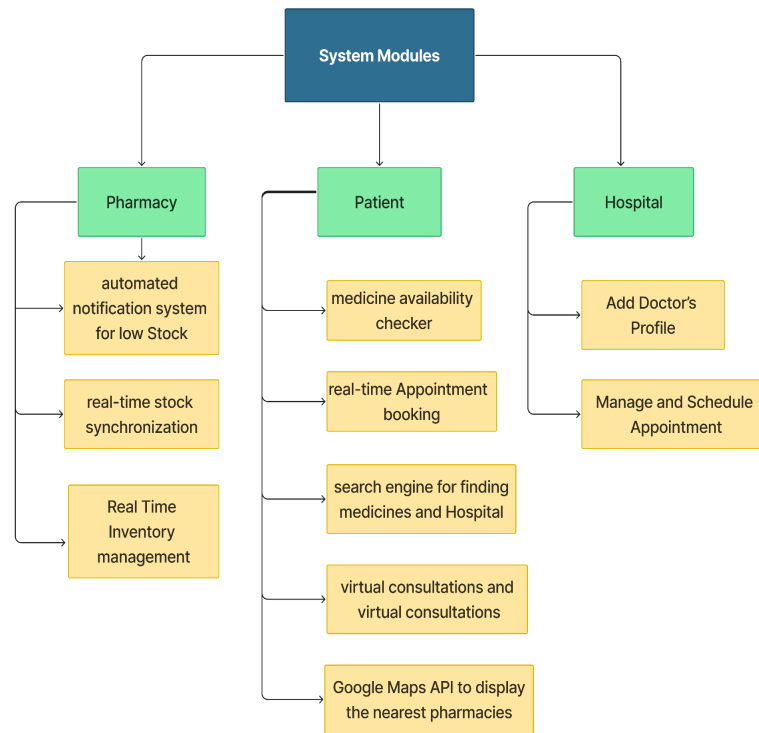 System Modules
Pharmacy
automated
notification system
for low Stock
real-time stock
synchronization
Real Time
Inventory
management
Patient
medicine availability
checker
real-time Appointment
booking
search engine for finding
medicines and Hospital
virtual consultations and
virtual consultations
Google Maps API to display
the nearest pharmacies
Hospital
Add Doctor’s
Profile
Manage and Schedule
Appointment